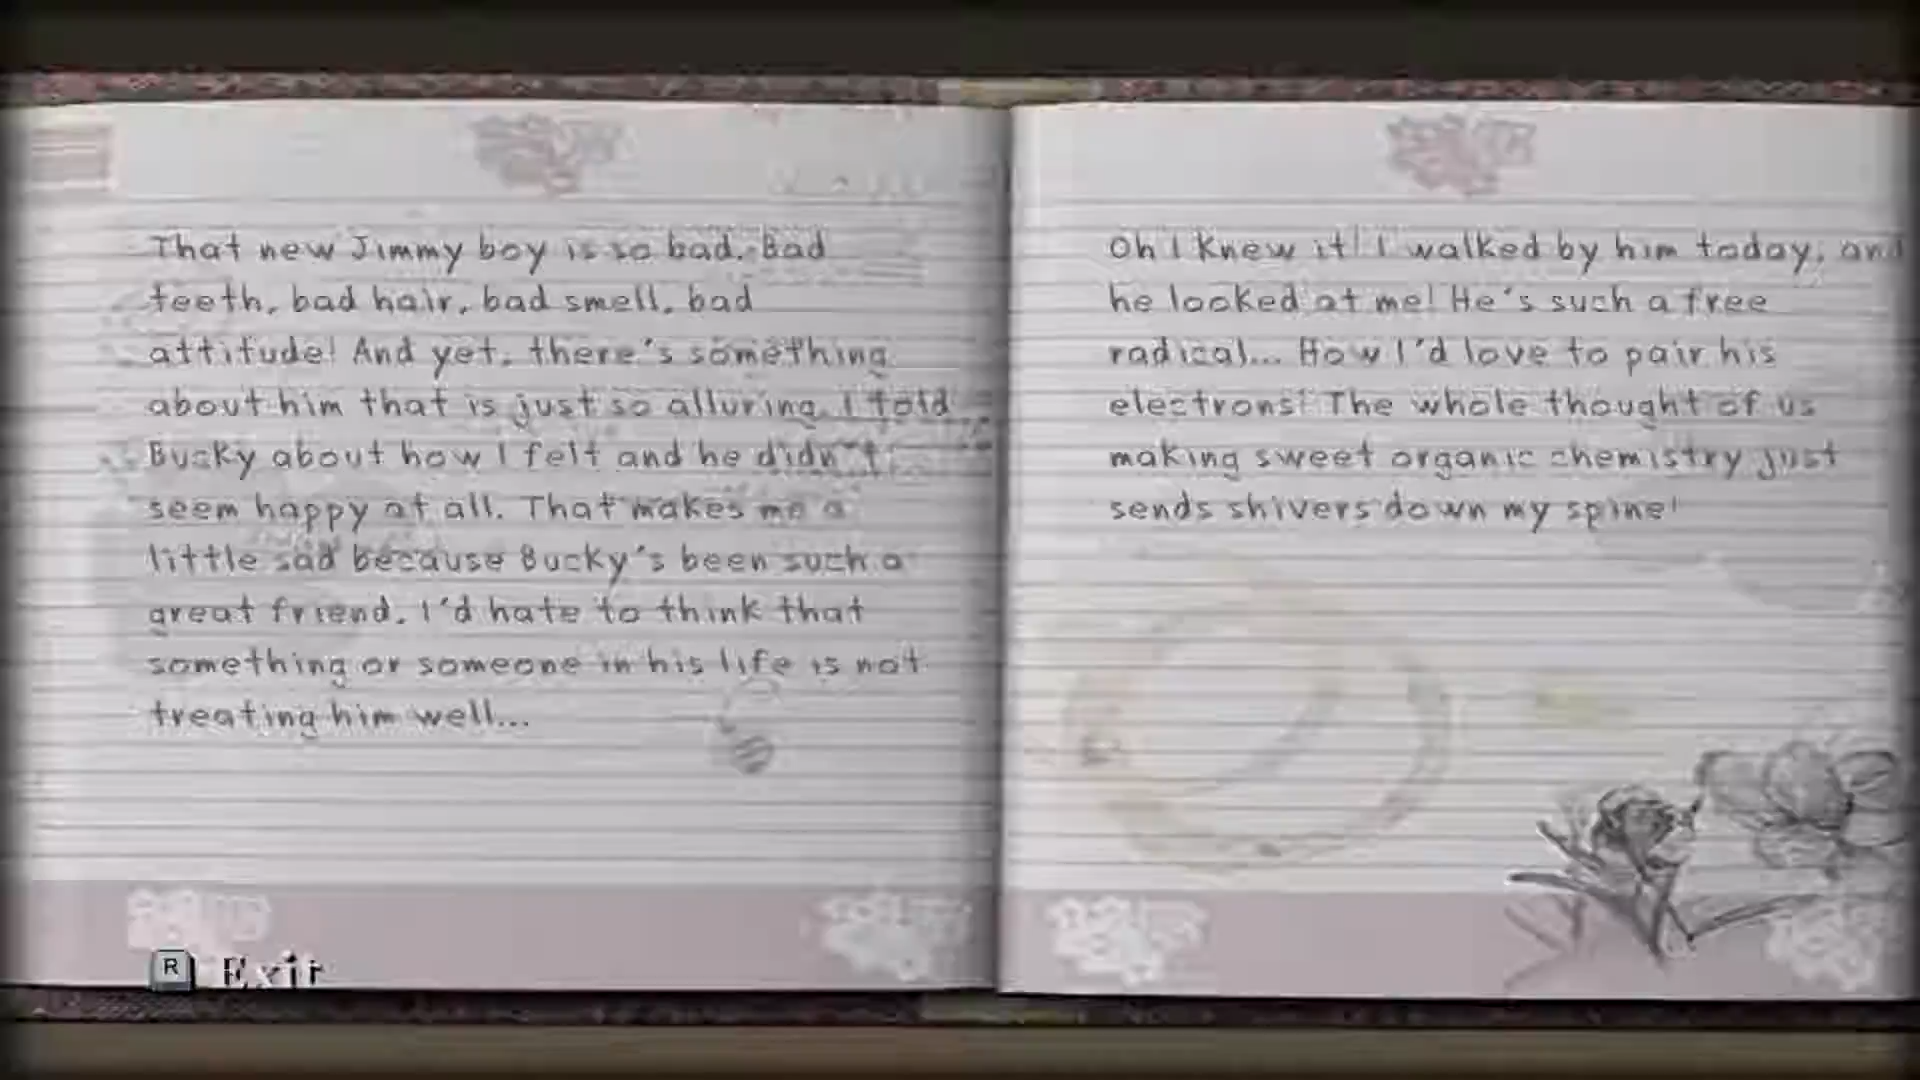 That new Jimmy boy is so bad. Bad
teeth, bad hair, bad smell, bad
attitude! And yet, there's something
about him that is just so alluring. I told
Bucky about how I felt and he didn't
seem happy at all. That makes me a
little sad because Bucky's been such a
great friend. I'd hate to think that
something or someone in his life is not
treating him well...
Oh I knew it! I walked by him today, and
he looked at me! He's such a free
radical... How I'd love to pair his
electrons! The whole thought of us
making sweet organic chemistry just
sends shivers down my spine!
R Exit